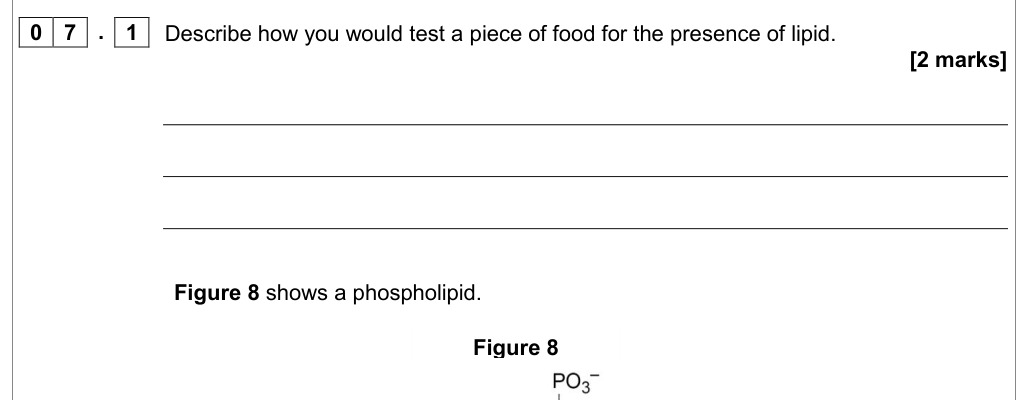 0 7 . 1 Describe how you would test a piece of food for the presence of lipid.
[2 marks]
Figure 8 shows a phospholipid.
Figure 8
PO₃⁻